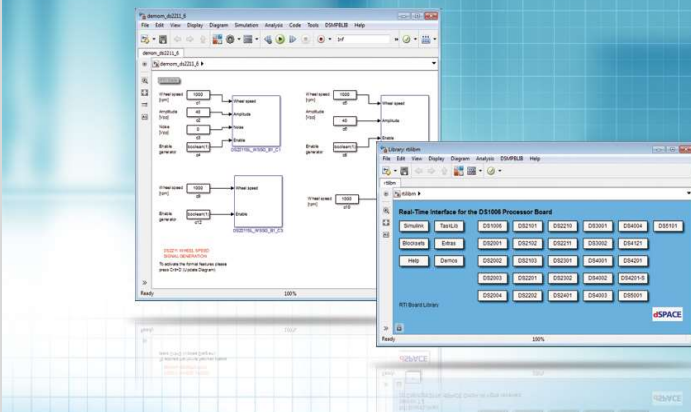 demom_ds2211_6
File Edit View Display Diagram Simulation Analysis Code Tools DSMPBLIB Help
Inf
demom_ds2211_6
demom_ds2211_6
Wheel speed
[rpm]
1000
Wheel speed
Amplitude
40
Amplitude
Noise
0
Noise
Enable
generator
boolean(1)
Enable
Wheel speed
[rpm]
1000
Wheel speed
Amplitude
40
Amplitude
Enable
generator
boolean(1)
Enable
Wheel speed
[rpm]
1000
Wheel speed
Enable
generator
boolean(1)
Enable
Wheel speed
[rpm]
1000
DS2211 WHEEL SPEED
SIGNAL GENERATION
To activate the format features please
press Ctrl+D (Update Diagram)
Ready
100%
Library: rtilibm
File Edit View Display Diagram Analysis DSMPBLIB Help
Real-Time Interface for the DS1006 Processor Board
Simulink TaskLib DS1006 DS2101 DS2210 DS3001 DS4004 DS5101
Blocksets Extras DS2001 DS2102 DS2211 DS3002 DS4121
Help Demos DS2002 DS2103 DS2301 DS4001 DS4201
DS2003 DS2201 DS2302 DS4002 DS4201-S
DS2004 DS2202 DS2401 DS4003 DS5001
RTI Board Library
dSPACE
Ready
100%